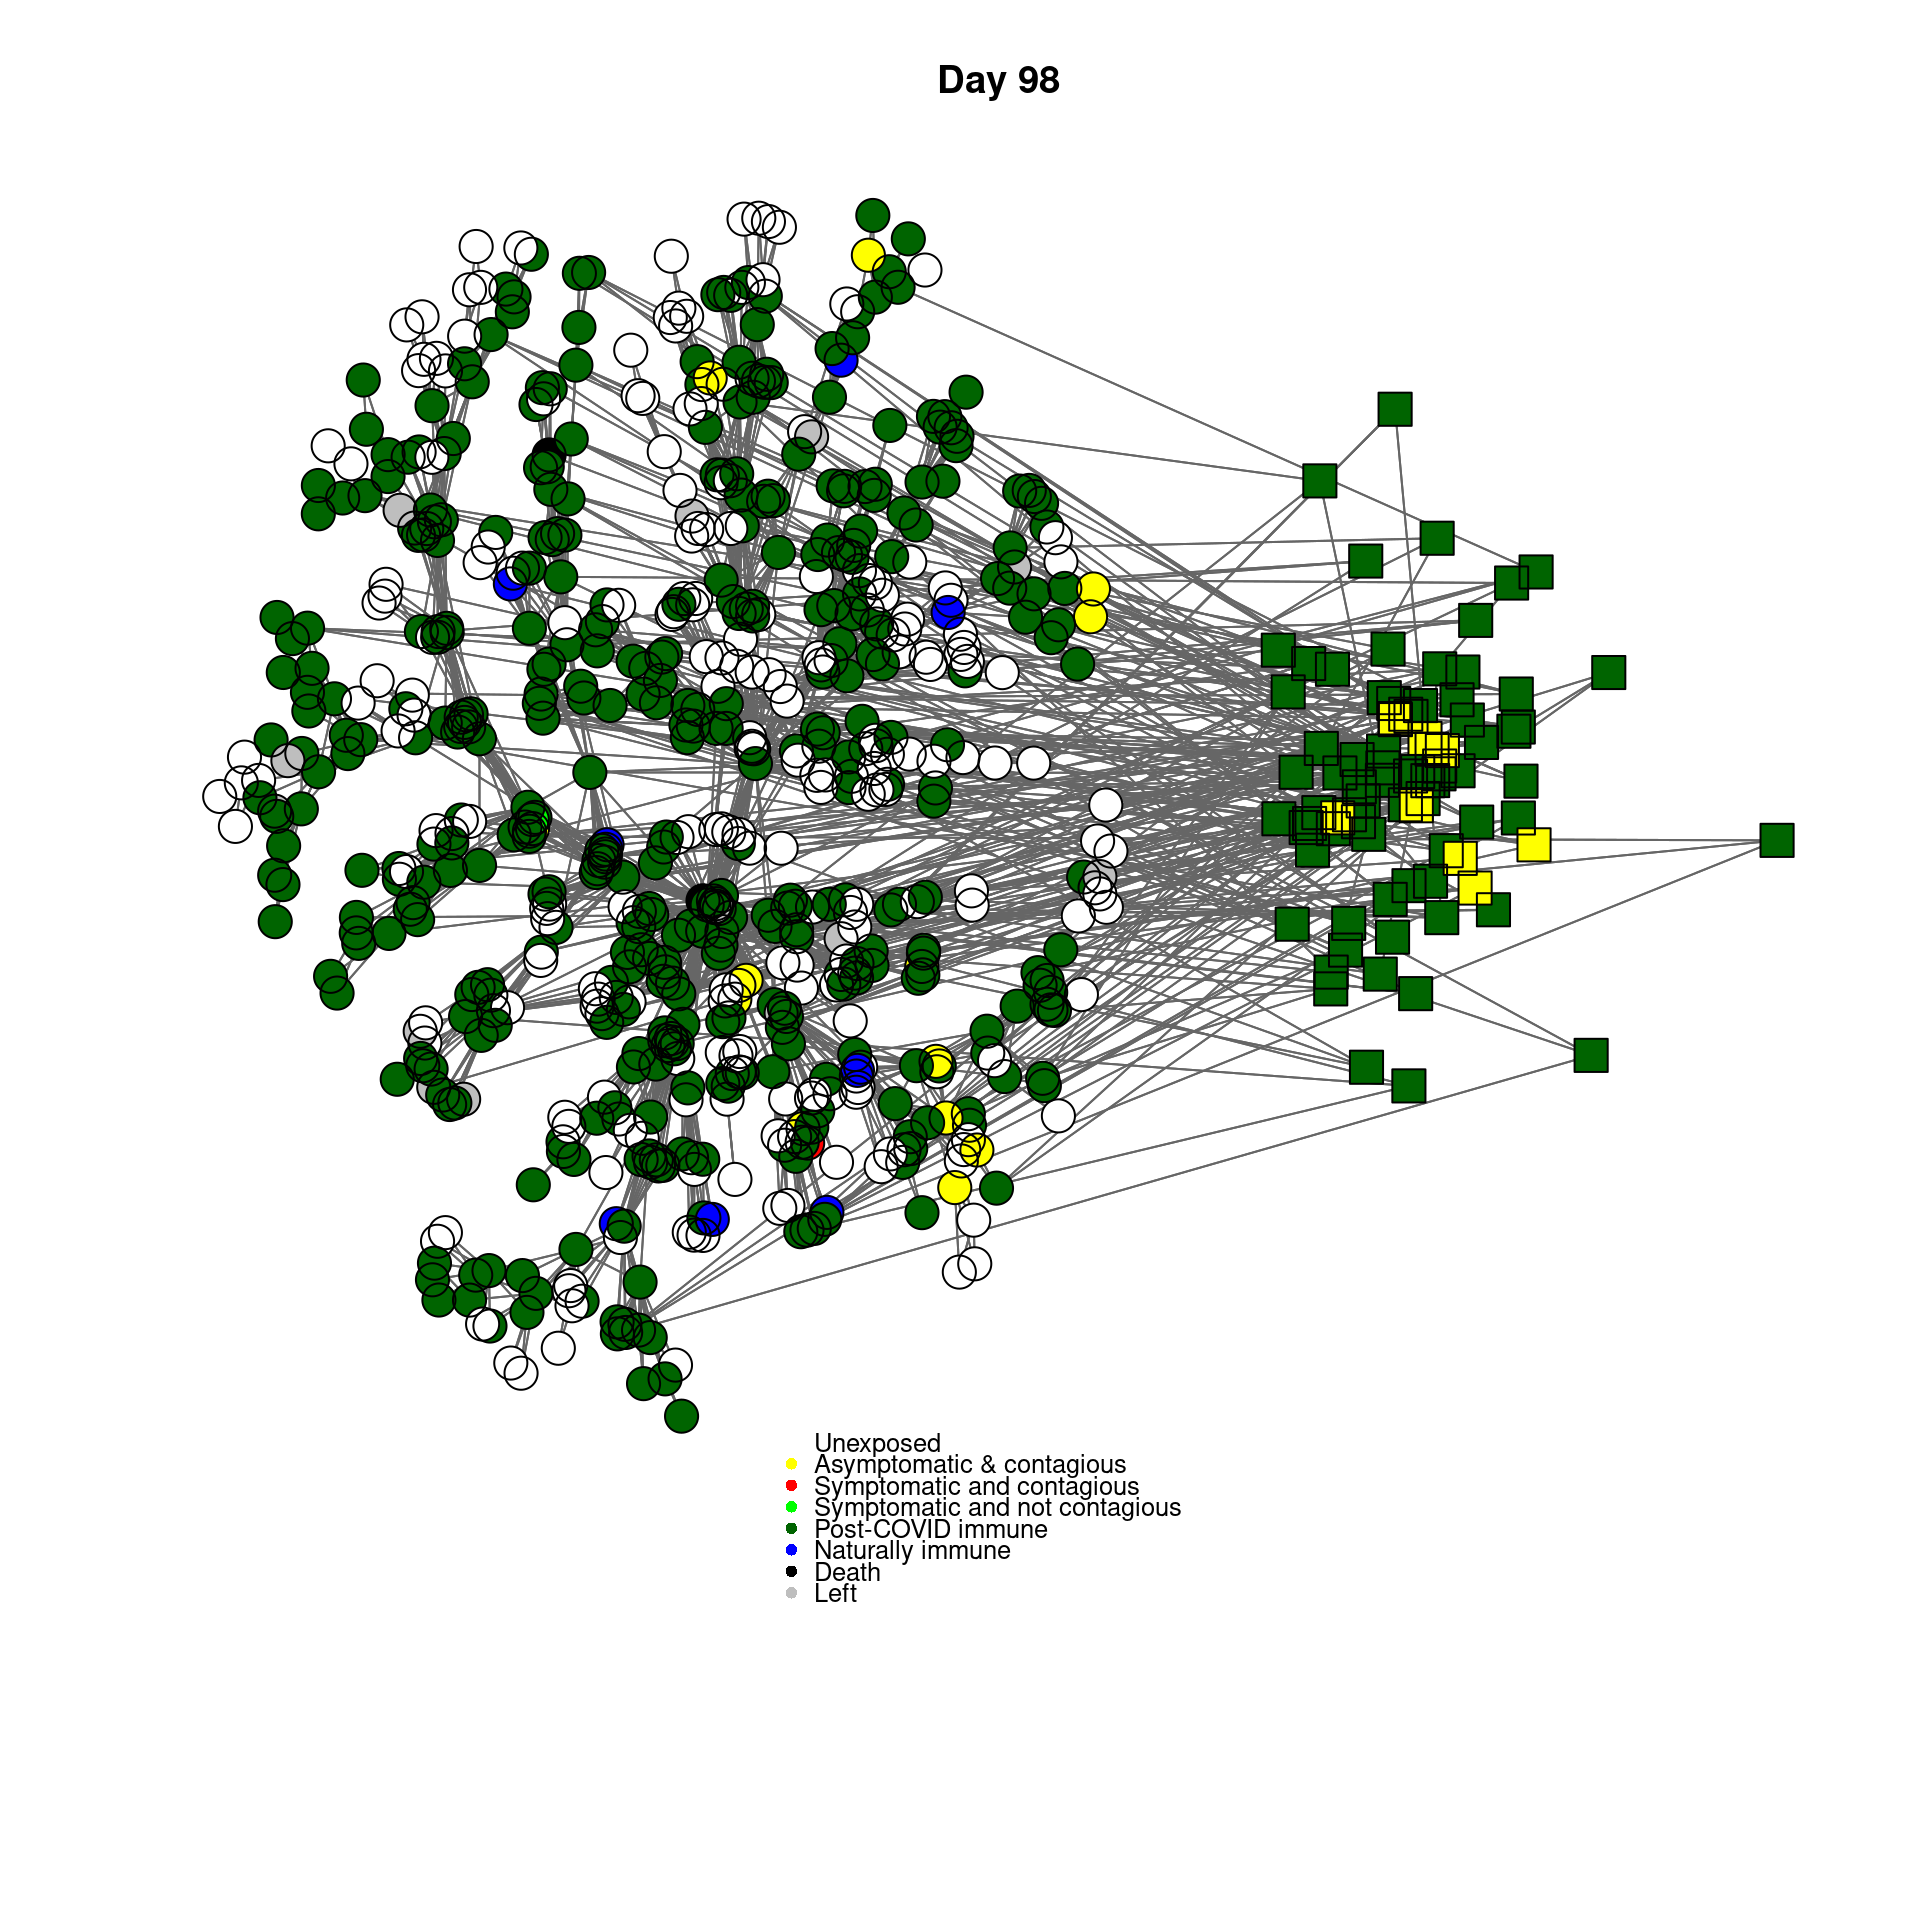 Day 98
Unexposed
Asymptomatic & contagious
Symptomatic and contagious
Symptomatic and not contagious
Post-COVID immune
Naturally immune
Death
Left